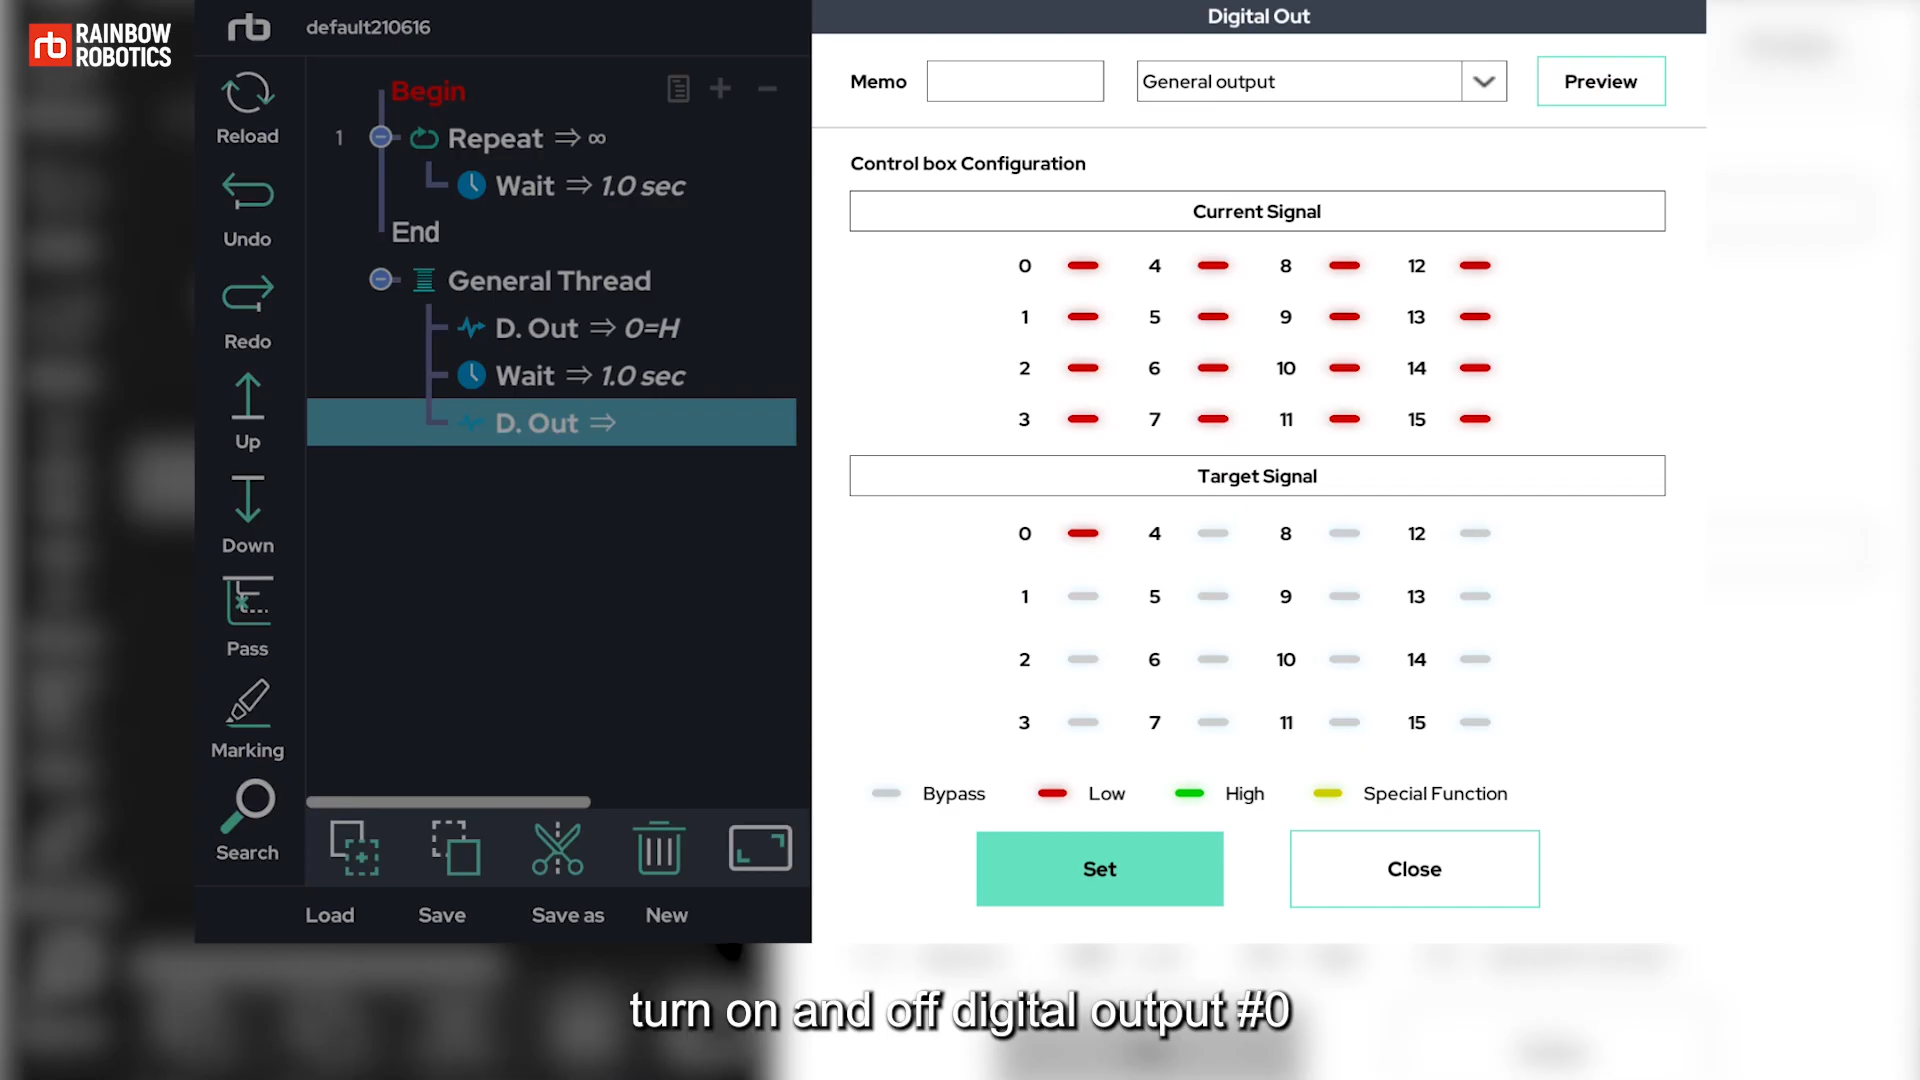 RAINBOW
ROBOTICS
rb
default210616
Reload
Undo
Redo
Up
Down
Pass
Marking
Search
Begin
1 Repeat ⇒ ∞
Wait ⇒ 1.0 sec
End
General Thread
D. Out ⇒ 0=H
Wait ⇒ 1.0 sec
D. Out ⇒
Load Save Save as New
Digital Out
Memo General output Preview
Control box Configuration
Current Signal
0 4 8 12
1 5 9 13
2 6 10 14
3 7 11 15
Target Signal
0 4 8 12
1 5 9 13
2 6 10 14
3 7 11 15
Bypass Low High Special Function
Set Close
turn on and off digital output #0